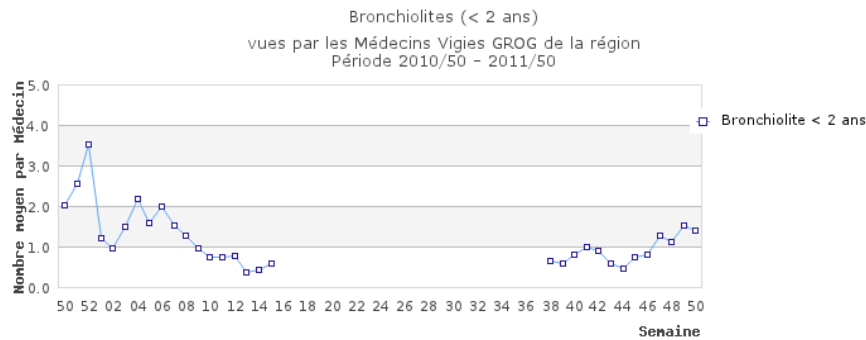 Bronchiolites (< 2 ans)
vues par les Médecins Vigies GROG de la région
Période 2010/50 - 2011/50
Nombre moyen par Médecin
5.0
4.0
3.0
2.0
1.0
0.0
Bronchiolite < 2 ans
50 52 02 04 06 08 10 12 14 16 18 20 22 24 26 28 30 32 34 36 38 40 42 44 46 48 50
Semaine